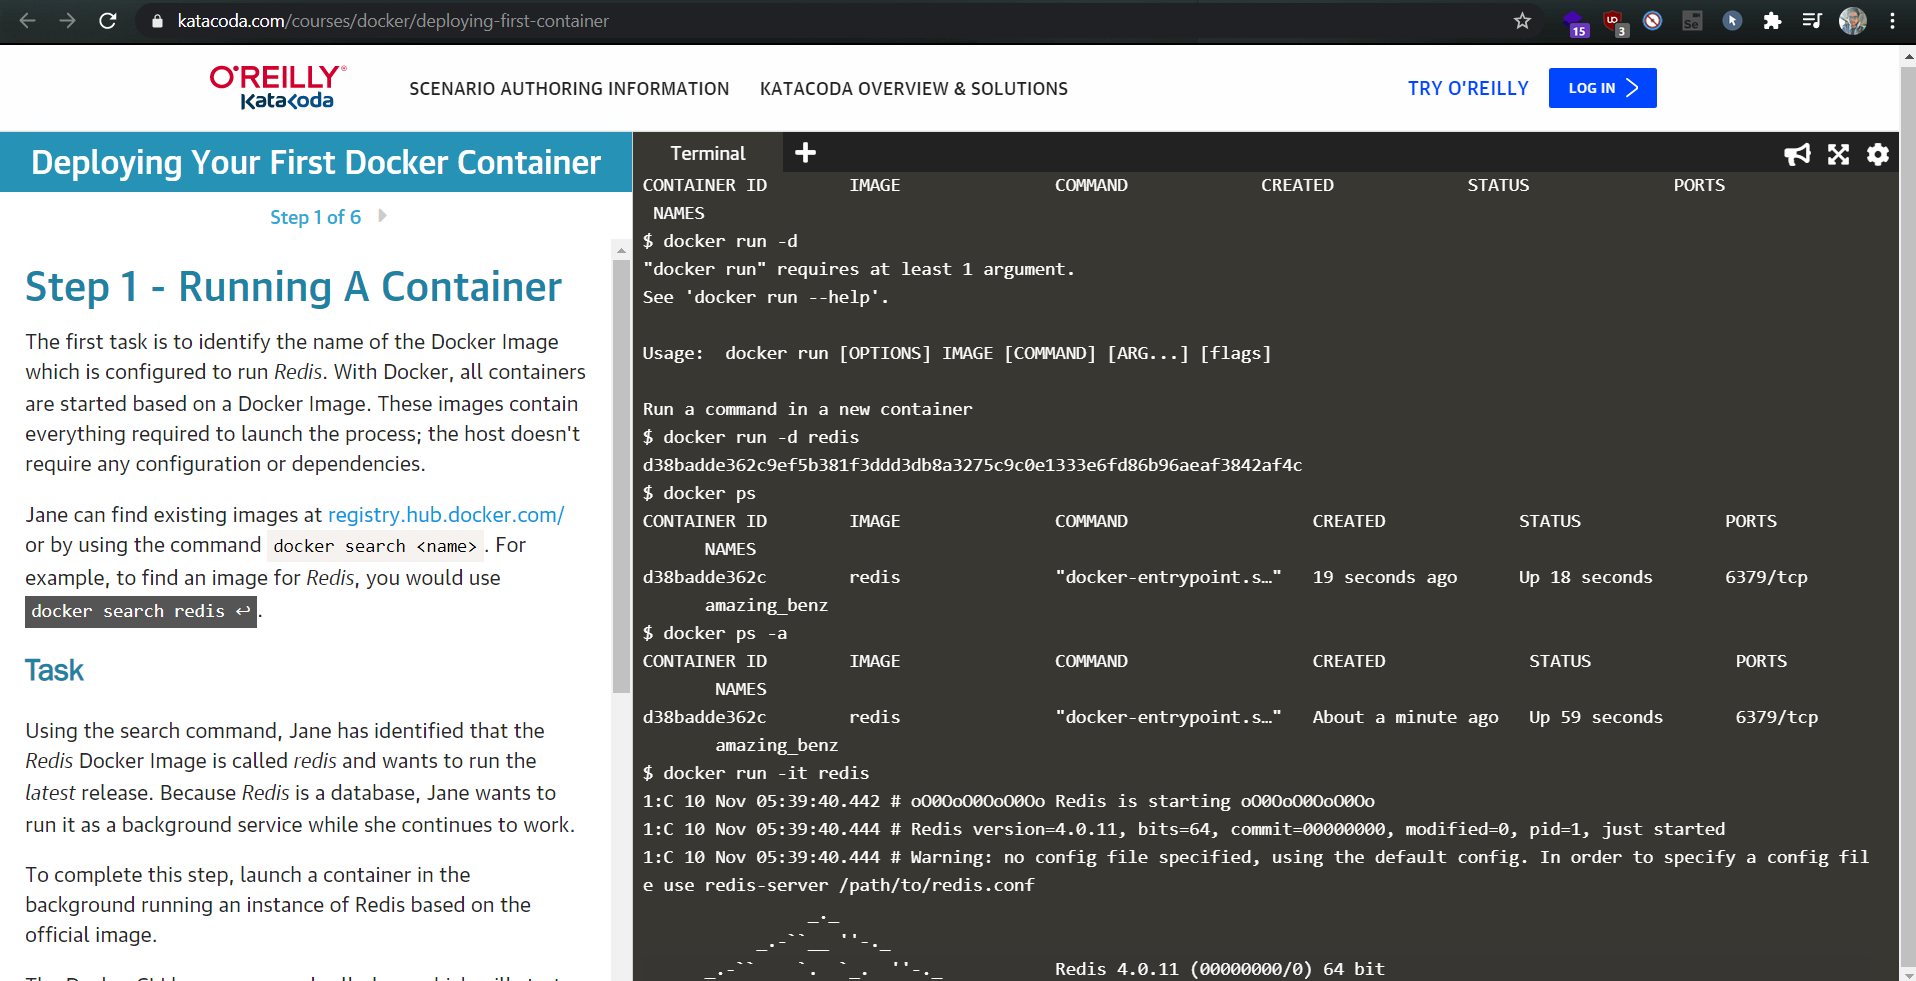 katacoda.com/courses/docker/deploying-first-container
15
3
O'REILLY®
Katacoda
SCENARIO AUTHORING INFORMATION
KATACODA OVERVIEW & SOLUTIONS
TRY O'REILLY
LOG IN
Deploying Your First Docker Container
Step 1 of 6
Step 1 - Running A Container
The first task is to identify the name of the Docker Image
which is configured to run Redis. With Docker, all containers
are started based on a Docker Image. These images contain
everything required to launch the process; the host doesn't
require any configuration or dependencies.
Jane can find existing images at registry.hub.docker.com/
or by using the command docker search <name>. For
example, to find an image for Redis, you would use
docker search redis ↩.
Task
Using the search command, Jane has identified that the
Redis Docker Image is called redis and wants to run the
latest release. Because Redis is a database, Jane wants to
run it as a background service while she continues to work.
To complete this step, launch a container in the
background running an instance of Redis based on the
official image.
Terminal
CONTAINER ID IMAGE COMMAND CREATED STATUS PORTS
NAMES
$ docker run -d
"docker run" requires at least 1 argument.
See 'docker run --help'.
Usage: docker run [OPTIONS] IMAGE [COMMAND] [ARG...] [flags]
Run a command in a new container
$ docker run -d redis
d38badde362c9ef5b381f3ddd3db8a3275c9c0e1333e6fd86b96aeaf3842af4c
$ docker ps
CONTAINER ID IMAGE COMMAND CREATED STATUS PORTS
NAMES
d38badde362c redis "docker-entrypoint.s…" 19 seconds ago Up 18 seconds 6379/tcp
amazing_benz
$ docker ps -a
CONTAINER ID IMAGE COMMAND CREATED STATUS PORTS
NAMES
d38badde362c redis "docker-entrypoint.s…" About a minute ago Up 59 seconds 6379/tcp
amazing_benz
$ docker run -it redis
1:C 10 Nov 05:39:40.442 # oO0OoO0OoO0Oo Redis is starting oO0OoO0OoO0Oo
1:C 10 Nov 05:39:40.444 # Redis version=4.0.11, bits=64, commit=00000000, modified=0, pid=1, just started
1:C 10 Nov 05:39:40.444 # Warning: no config file specified, using the default config. In order to specify a config fil
e use redis-server /path/to/redis.conf
Redis 4.0.11 (00000000/0) 64 bit